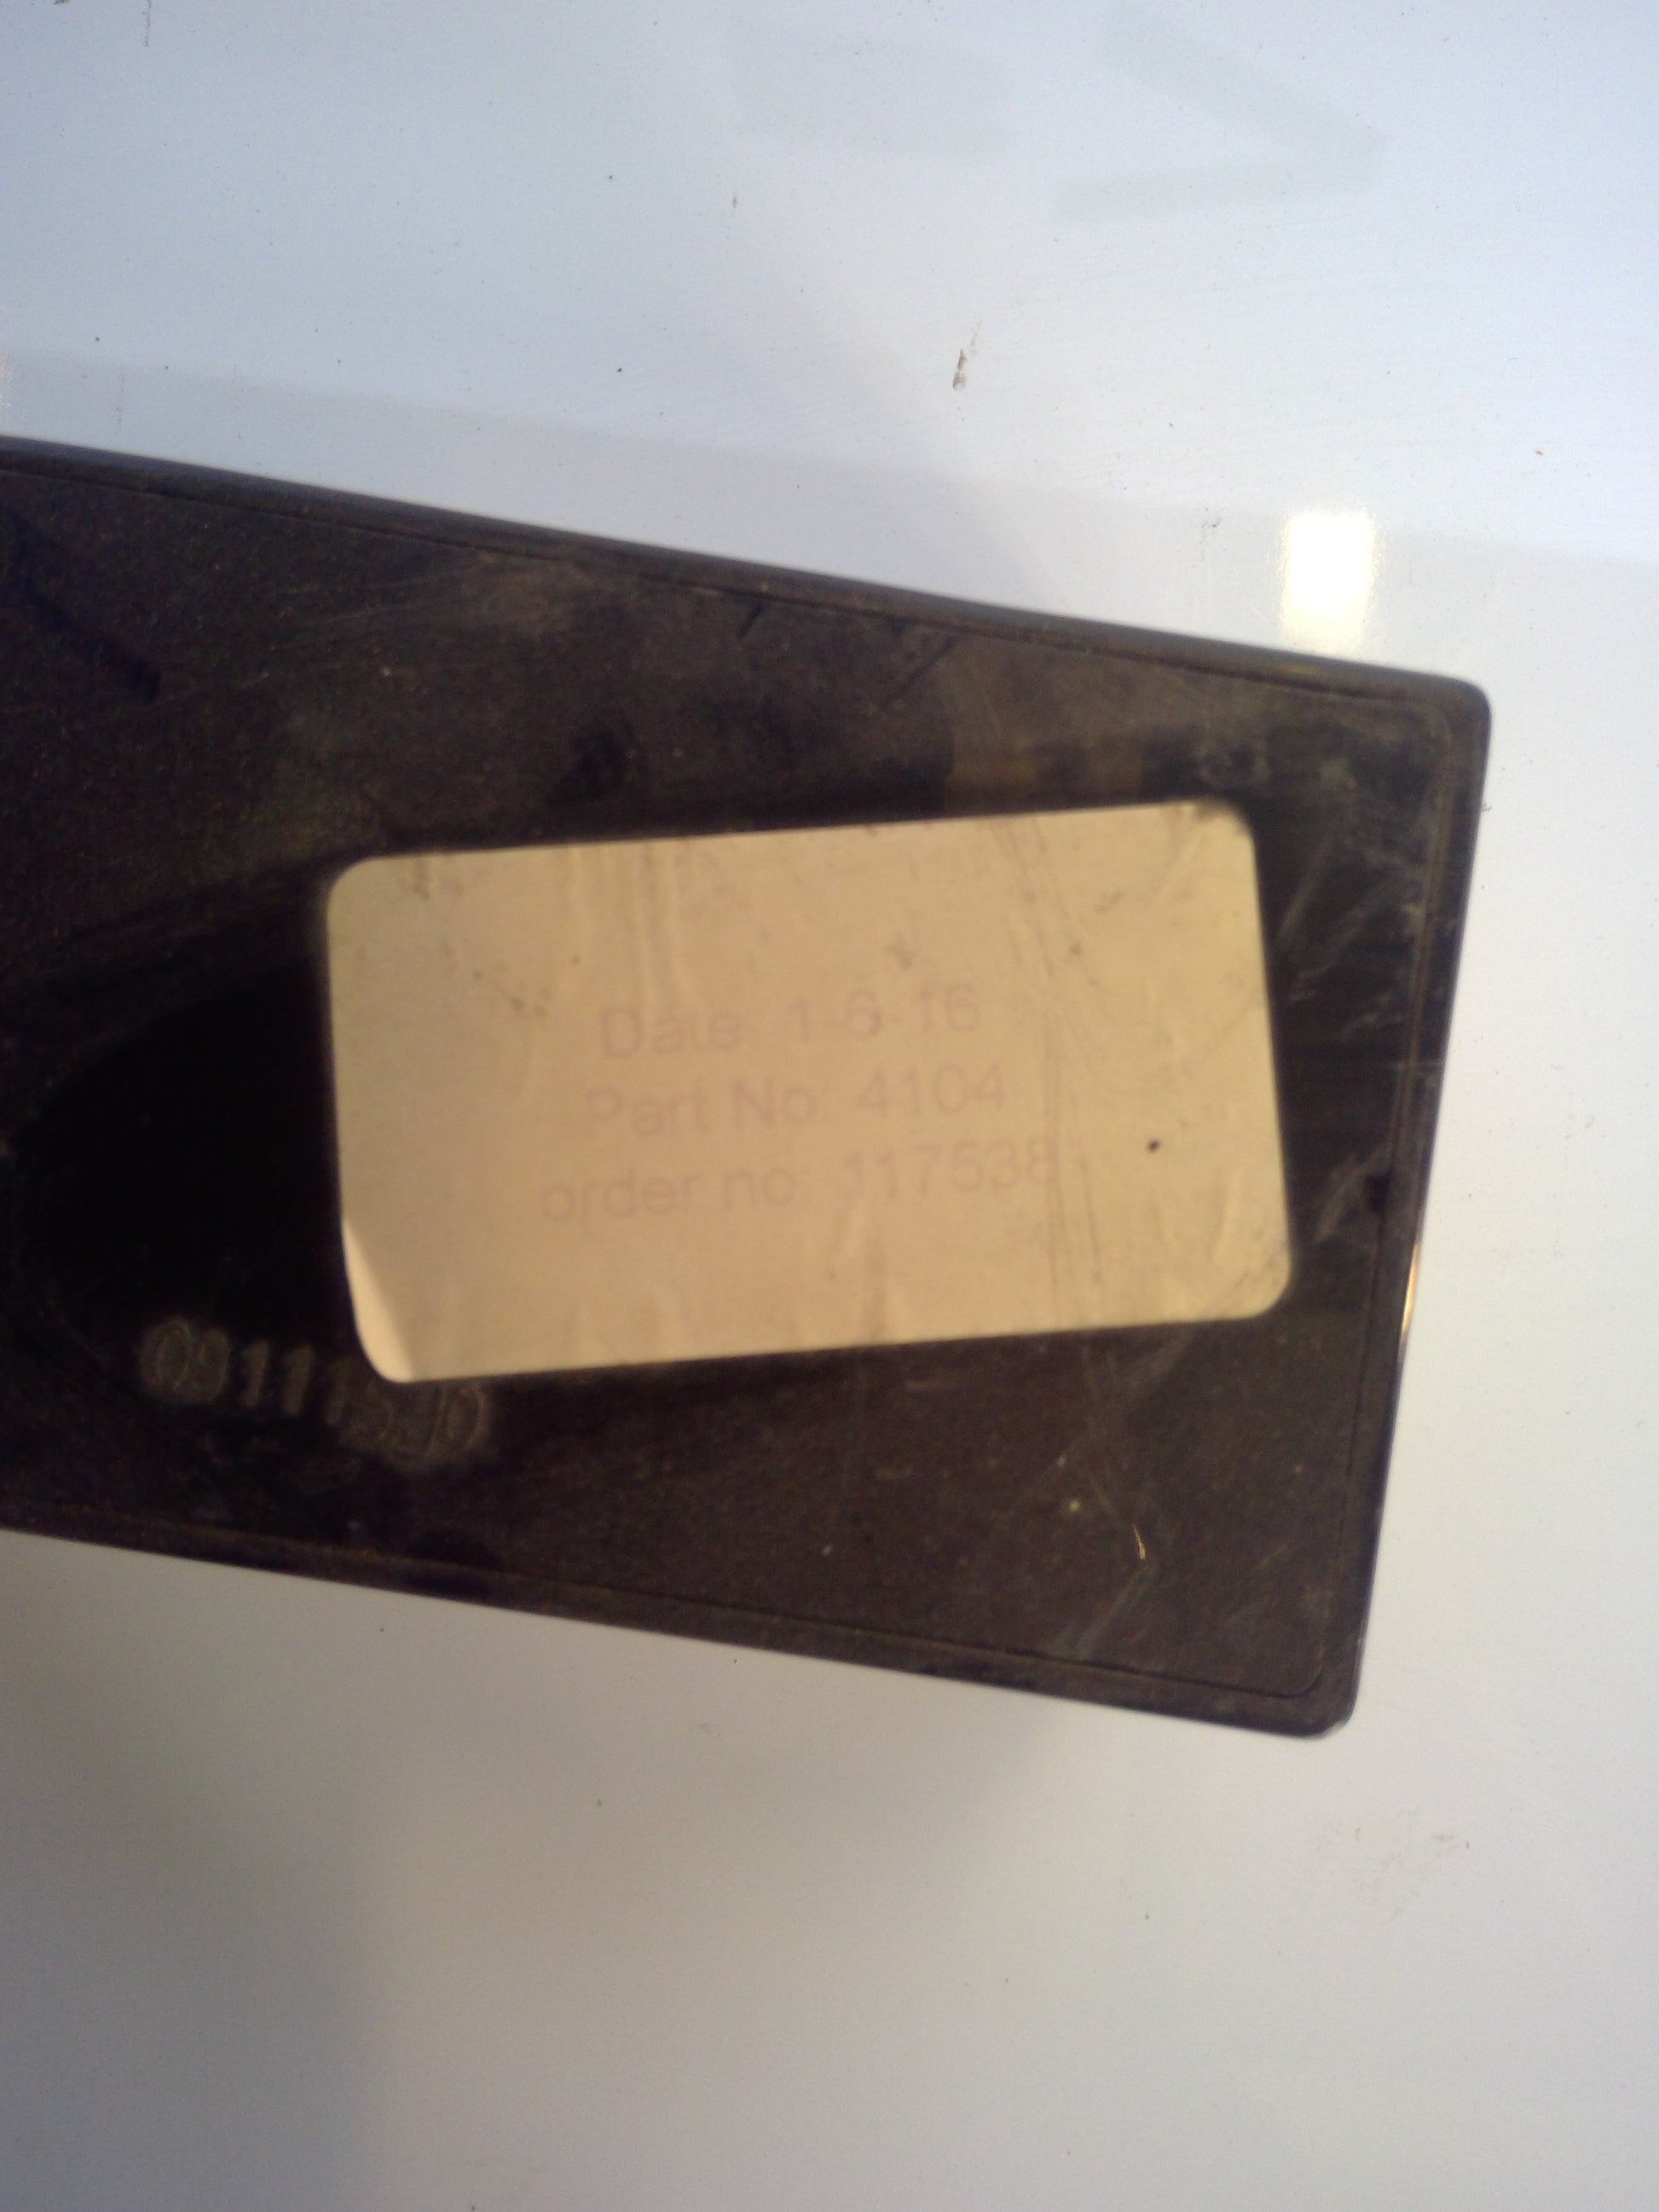 Date: 1-6-16
Part No: 4104
order no: 117538